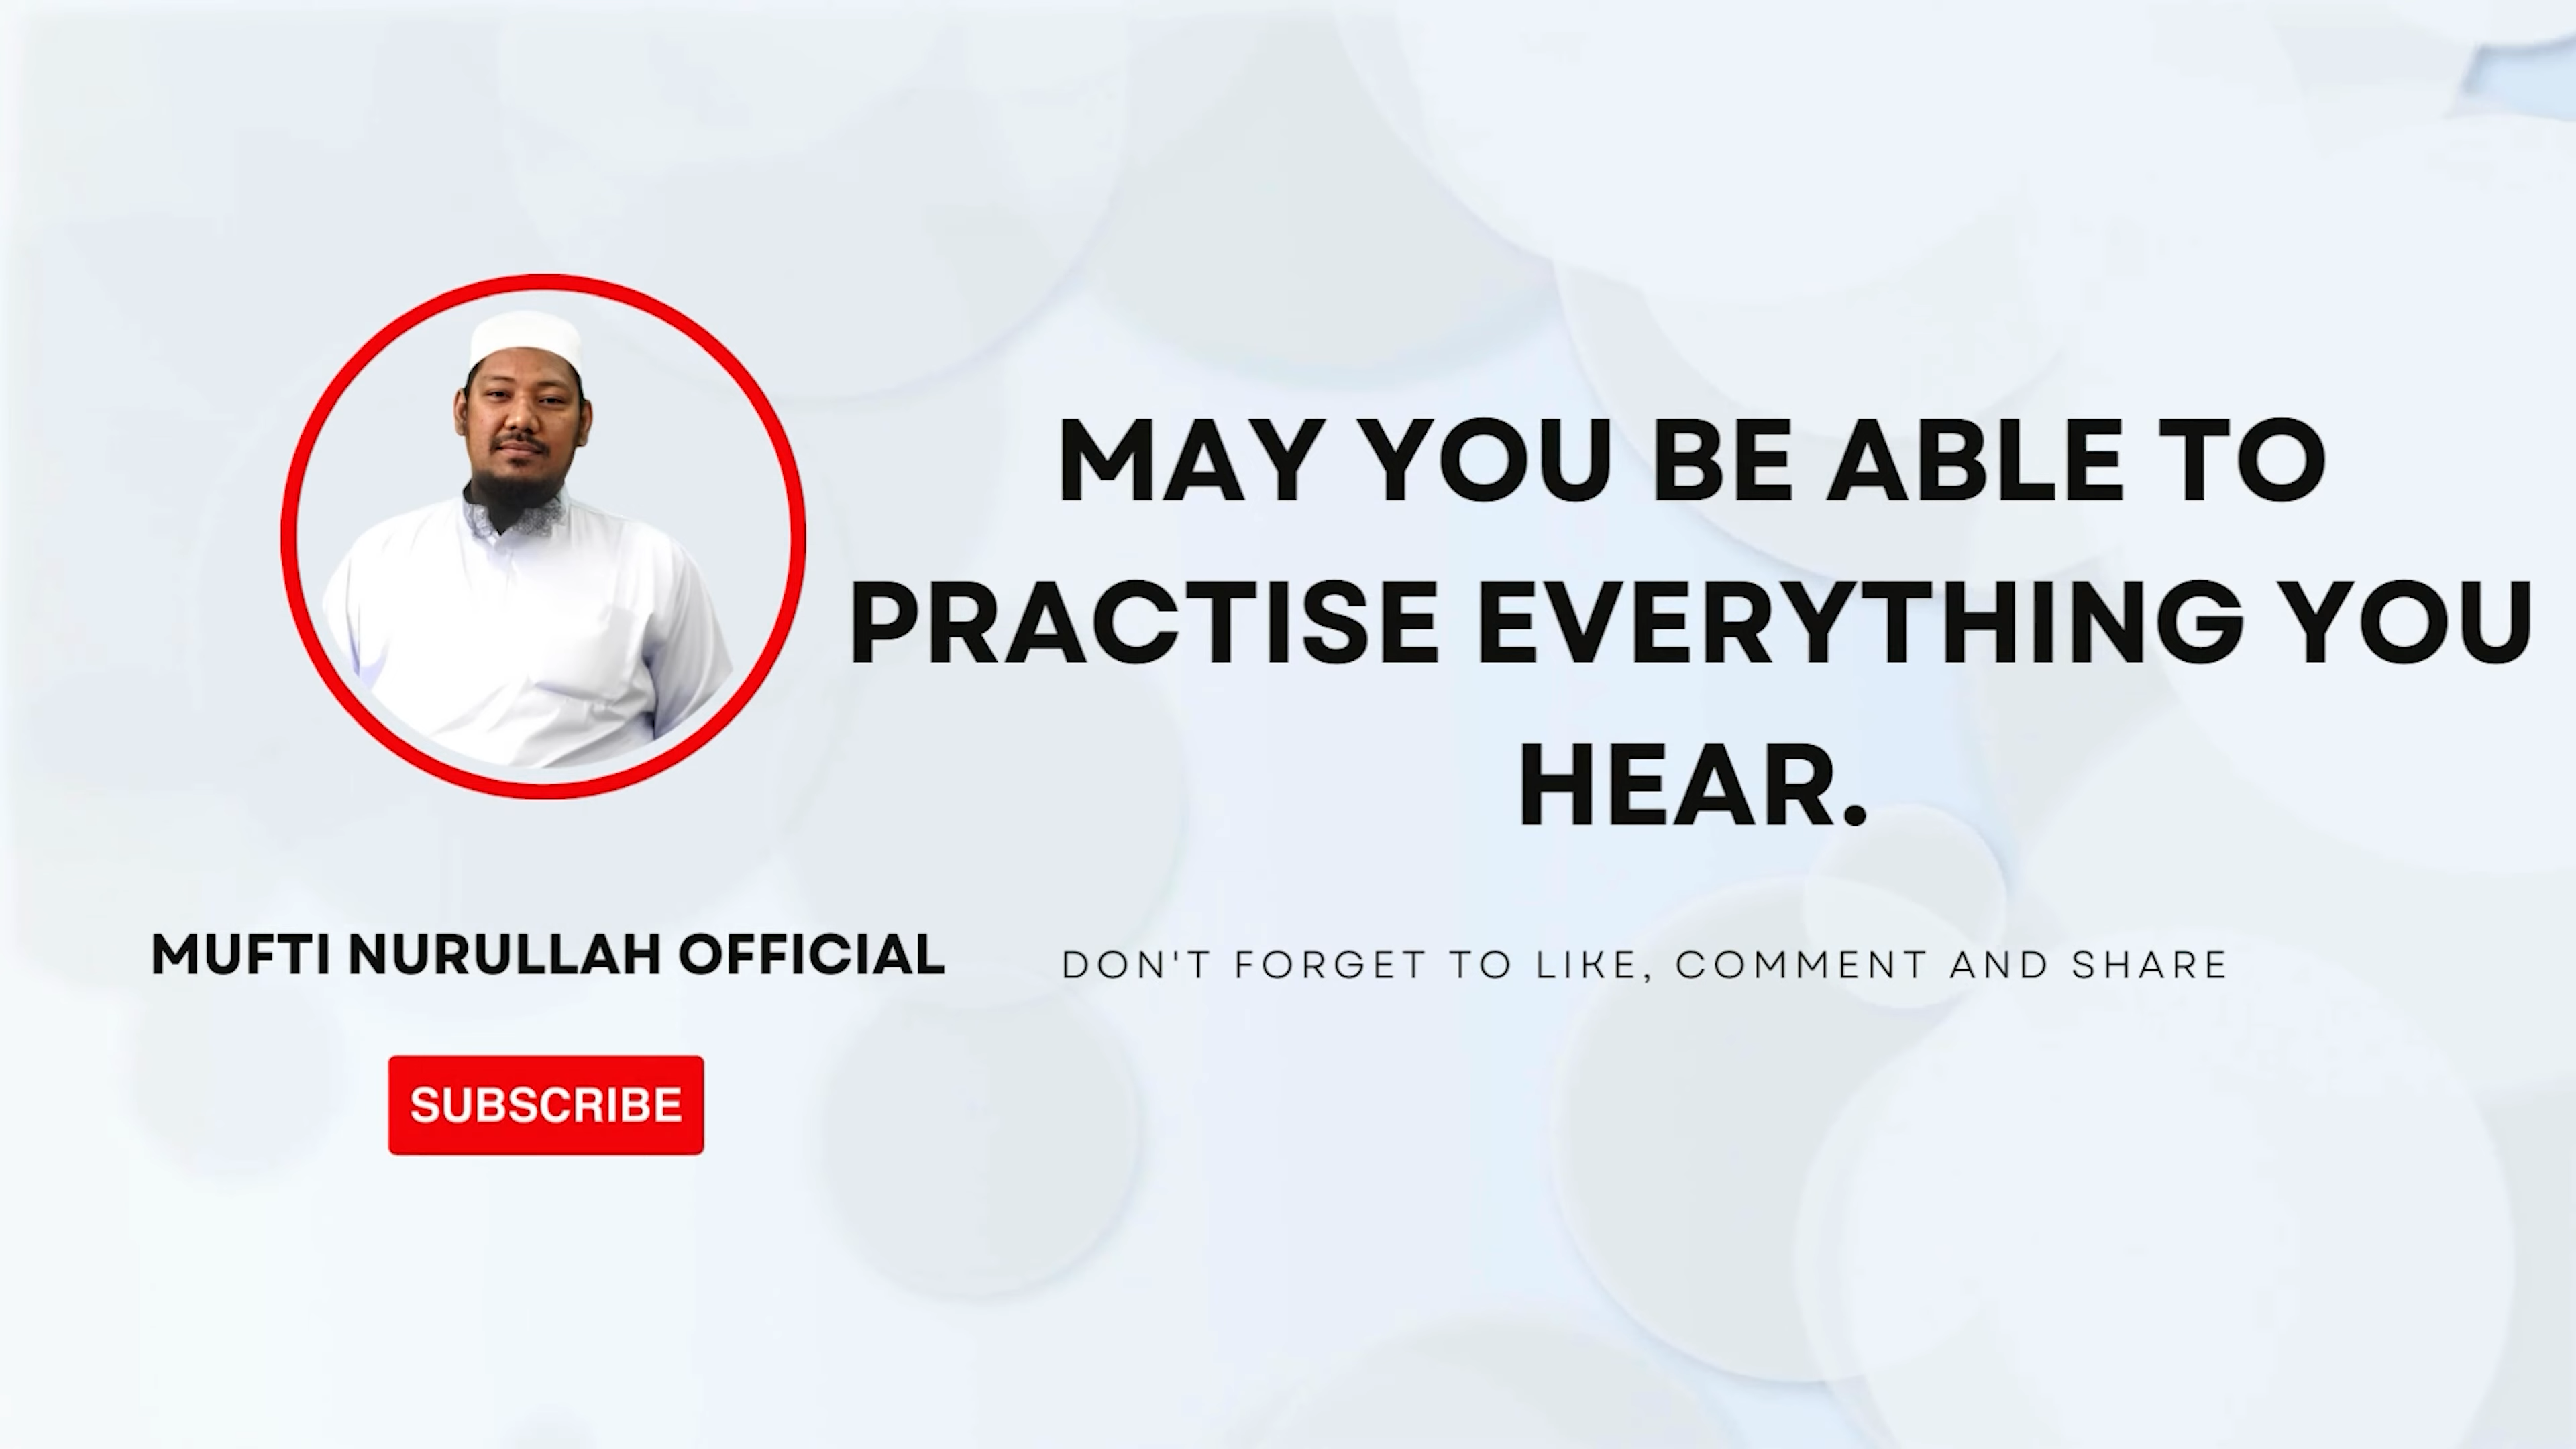 MAY YOU BE ABLE TO
PRACTISE EVERYTHING YOU
HEAR.
MUFTI NURULLAH OFFICIAL
DON'T FORGET TO LIKE, COMMENT AND SHARE
SUBSCRIBE